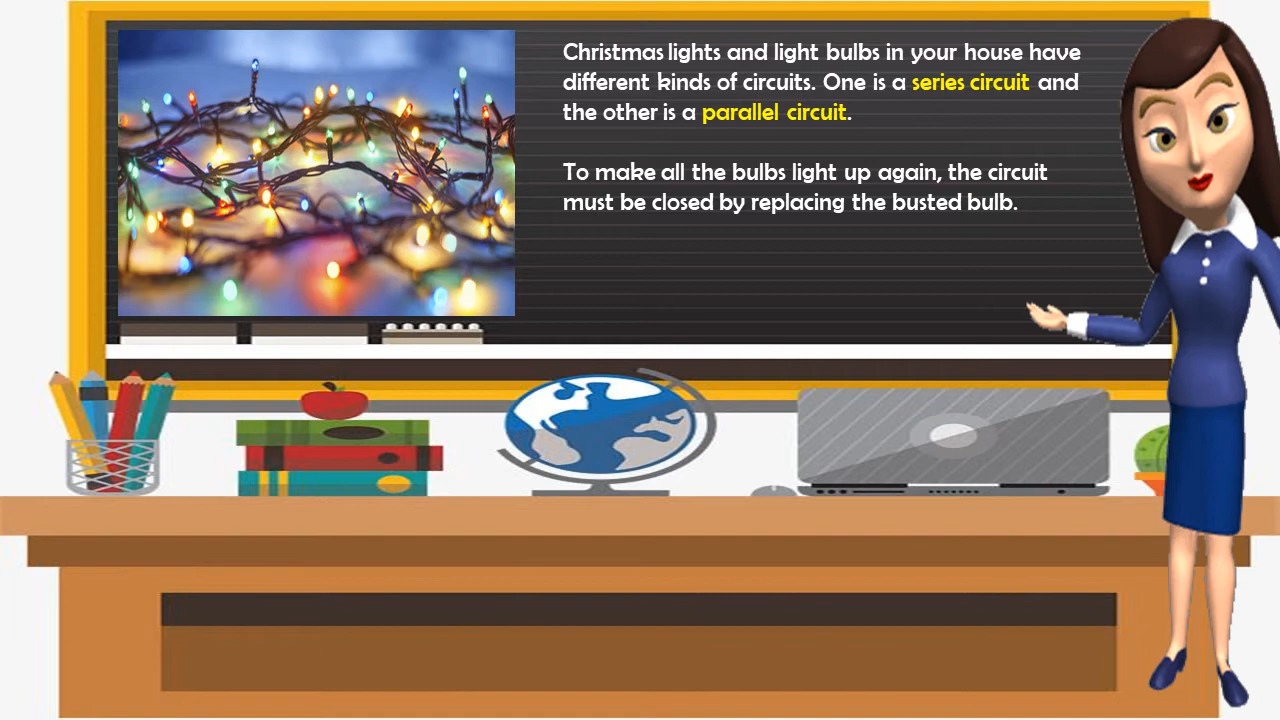 Christmas lights and light bulbs in your house have
different kinds of circuits. One is a series circuit and
the other is a parallel circuit.
To make all the bulbs light up again, the circuit
must be closed by replacing the busted bulb.